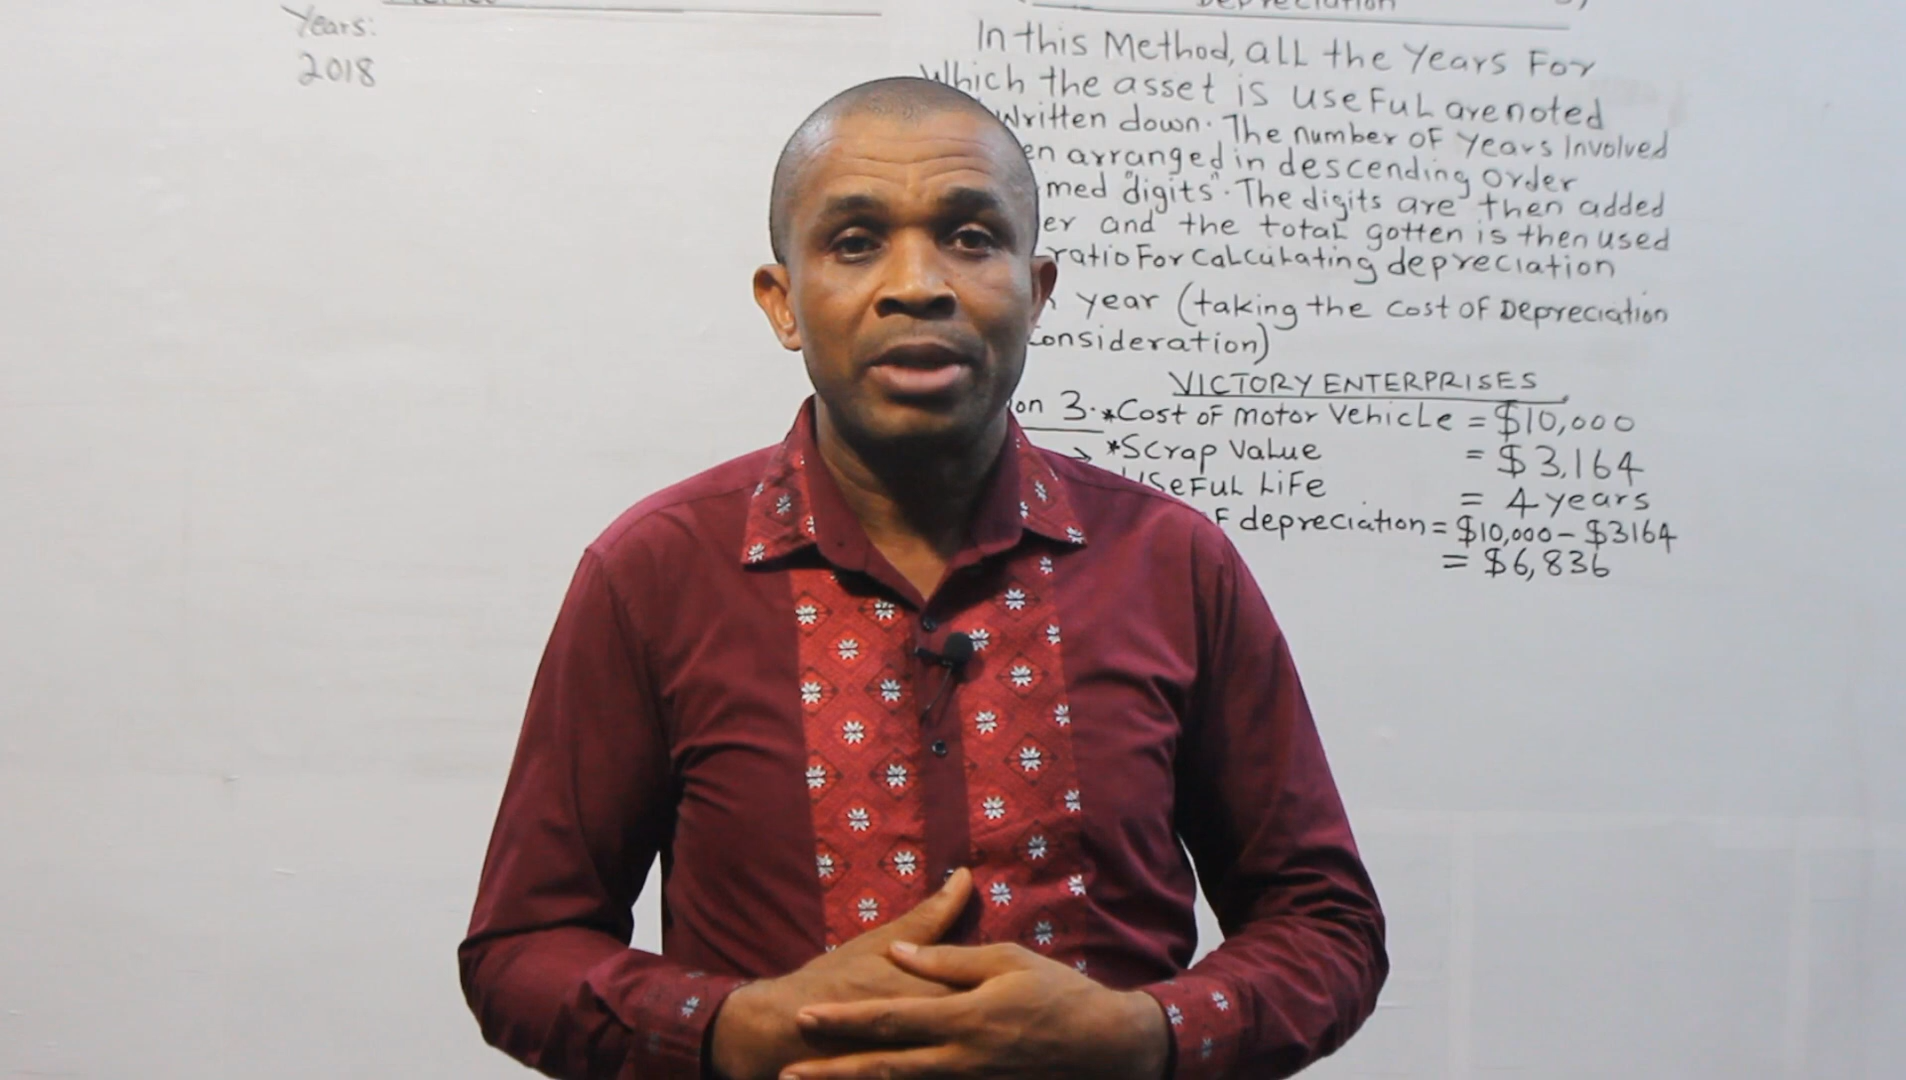 Years:
2018
Depreciation
In this Method, all the Years For
Which the asset is useful are noted
Written down. The number of years Involved
arranged in descending order
"digits". The digits are then added
and the total gotten is then used
ratio For calculating depreciation
year (taking the cost of Depreciation
Consideration)
VICTORY ENTERPRISES
3. *Cost of motor vehicle = $10,000
*Scrap Value = $3,164
Useful Life = 4 years
F depreciation = $10,000 - $3164
= $6,836